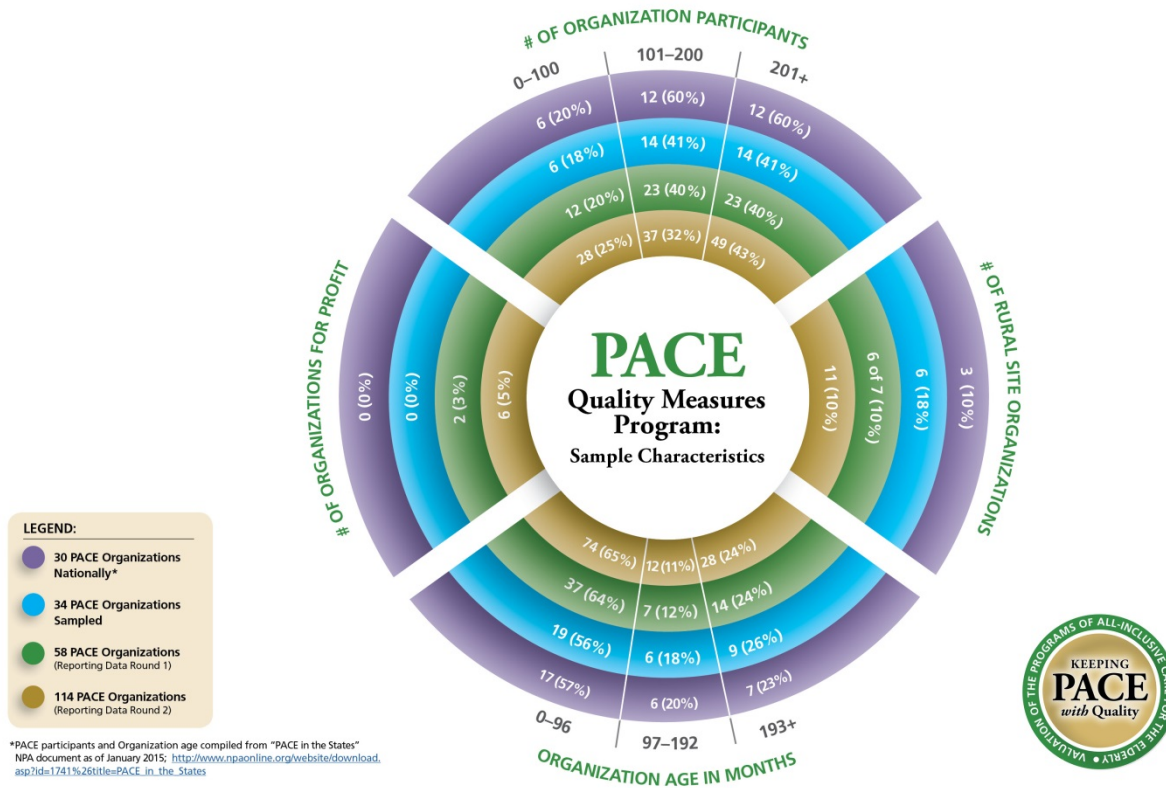 # OF ORGANIZATION PARTICIPANTS
0–100
101–200
201+
6 (20%)
12 (60%)
12 (60%)
6 (18%)
14 (41%)
14 (41%)
12 (20%)
23 (40%)
23 (40%)
28 (25%)
37 (32%)
49 (43%)
# OF ORGANIZATIONS FOR PROFIT
0 (0%)
0 (0%)
2 (3%)
6 (5%)
PACE
Quality Measures
Program:
Sample Characteristics
11 (10%)
6 of 7 (10%)
6 (18%)
3 (10%)
# OF RURAL SITE ORGANIZATIONS
74 (65%)
12 (11%)
28 (24%)
37 (64%)
7 (12%)
14 (24%)
19 (56%)
6 (18%)
9 (26%)
17 (57%)
6 (20%)
7 (23%)
0–96
97–192
193+
ORGANIZATION AGE IN MONTHS
LEGEND:
30 PACE Organizations
Nationally*
34 PACE Organizations
Sampled
58 PACE Organizations
(Reporting Data Round 1)
114 PACE Organizations
(Reporting Data Round 2)
*PACE participants and Organization age compiled from "PACE in the States"
NPA document as of January 2015; http://www.npaonline.org/website/download.
asp?id=1741%26title=PACE_in_the_States
VALUATION OF THE PROGRAMS OF ALL-INCLUSIVE CARE FOR THE ELDERLY •
KEEPING
PACE
with Quality